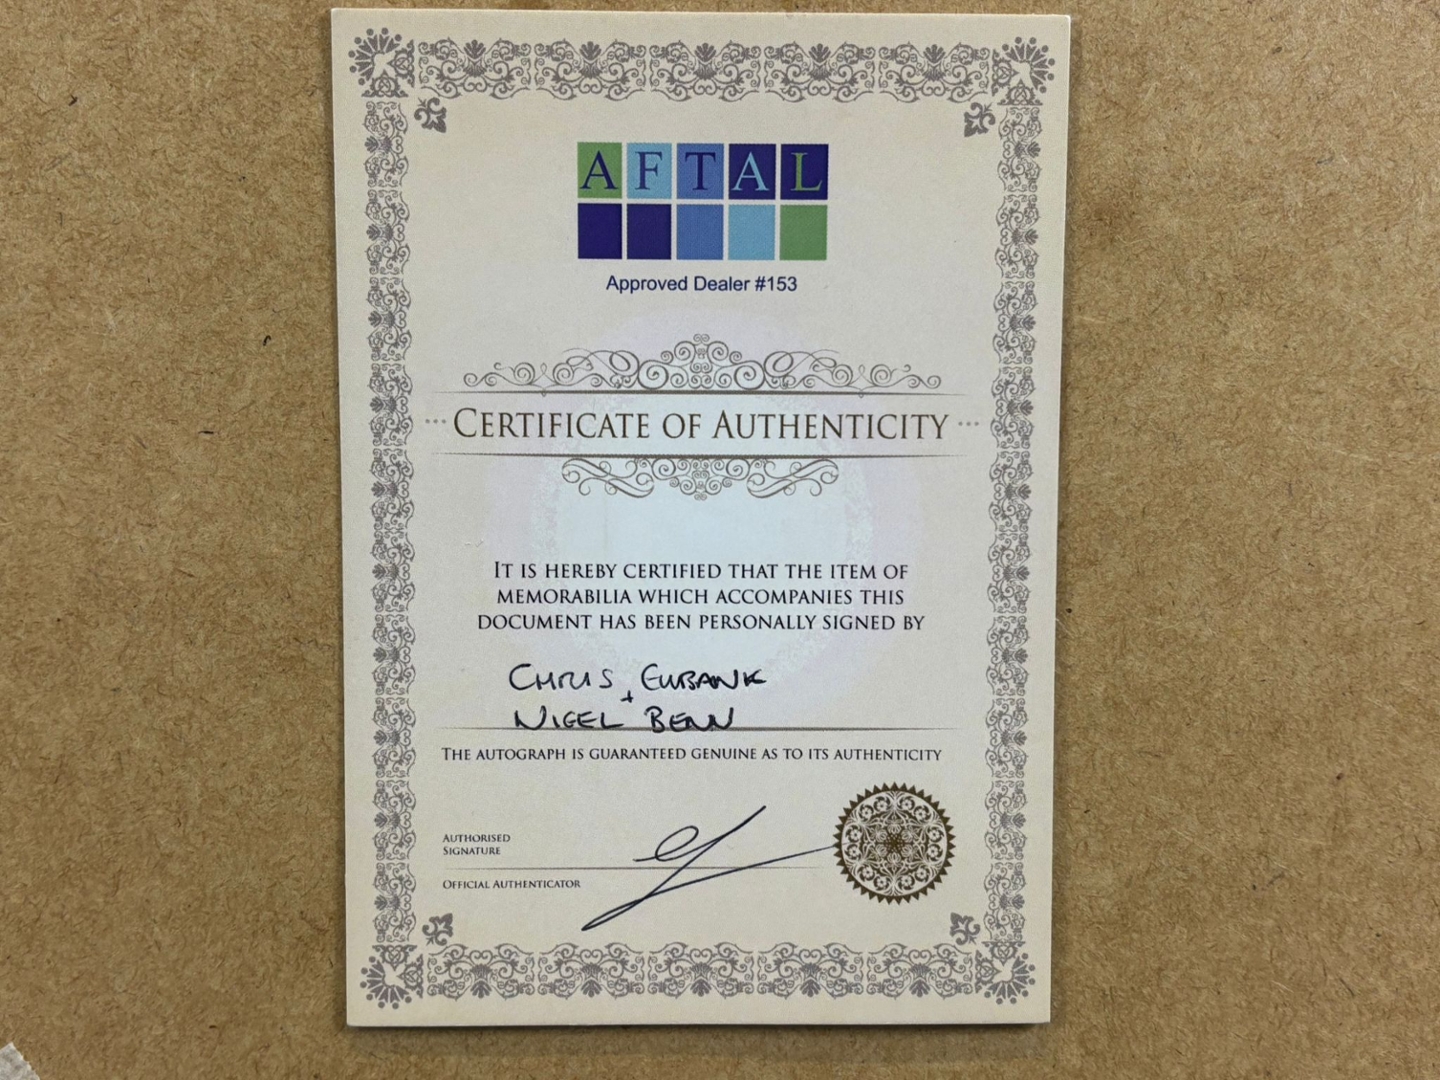 AFTAL
Approved Dealer #153
CERTIFICATE OF AUTHENTICITY
IT IS HEREBY CERTIFIED THAT THE ITEM OF
MEMORABILIA WHICH ACCOMPANIES THIS
DOCUMENT HAS BEEN PERSONALLY SIGNED BY
CHRIS EUBANK
+
NIGEL BENN
THE AUTOGRAPH IS GUARANTEED GENUINE AS TO ITS AUTHENTICITY
AUTHORISED
SIGNATURE
OFFICIAL AUTHENTICATOR